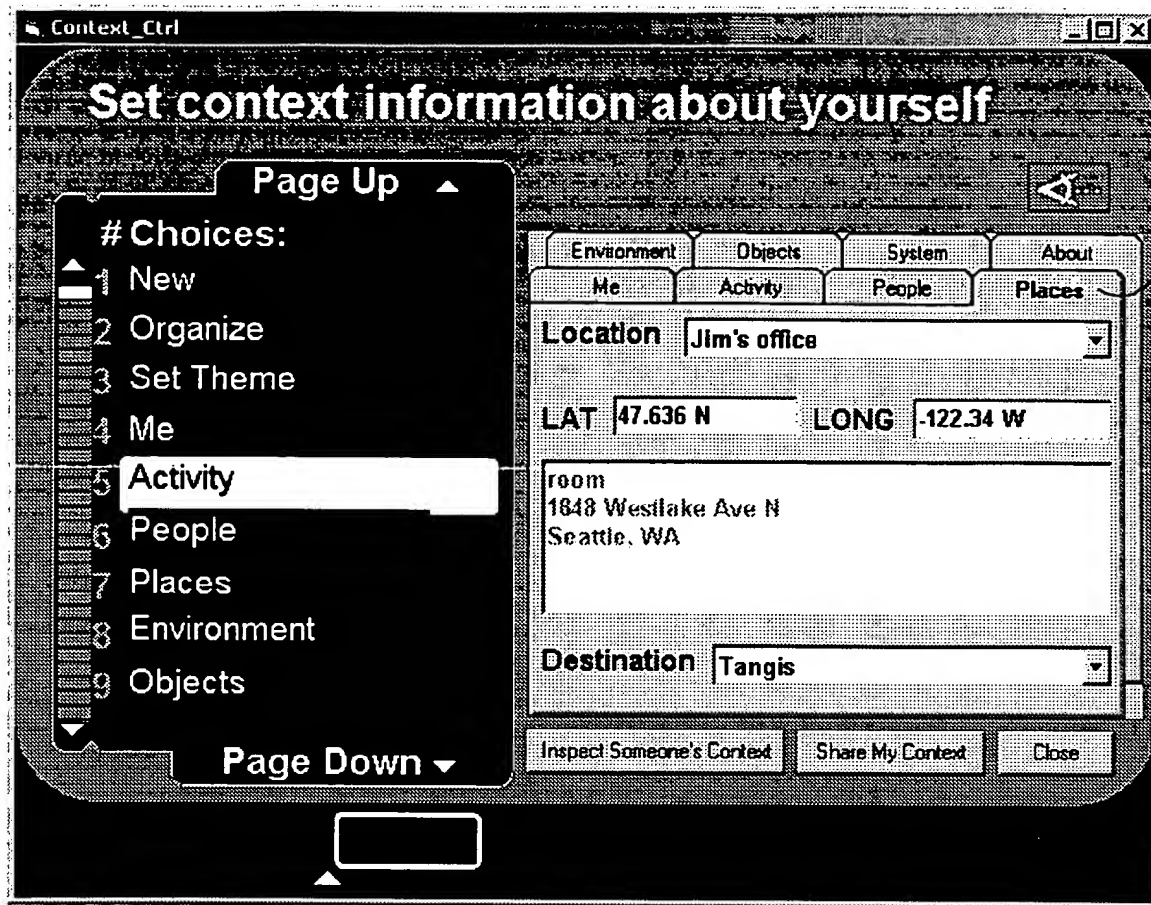 Context_Ctrl
Set context information about yourself
Page Up
# Choices:
1 New
2 Organize
3 Set Theme
4 Me
5 Activity
6 People
7 Places
8 Environment
9 Objects
Page Down
Environment Objects System About
Me Activity People Places
Location Jim's office
LAT 47.636 N LONG -122.34 W
room
1848 Westlake Ave N
Seattle, WA
Destination Tangis
Inspect Someone's Context Share My Context Close